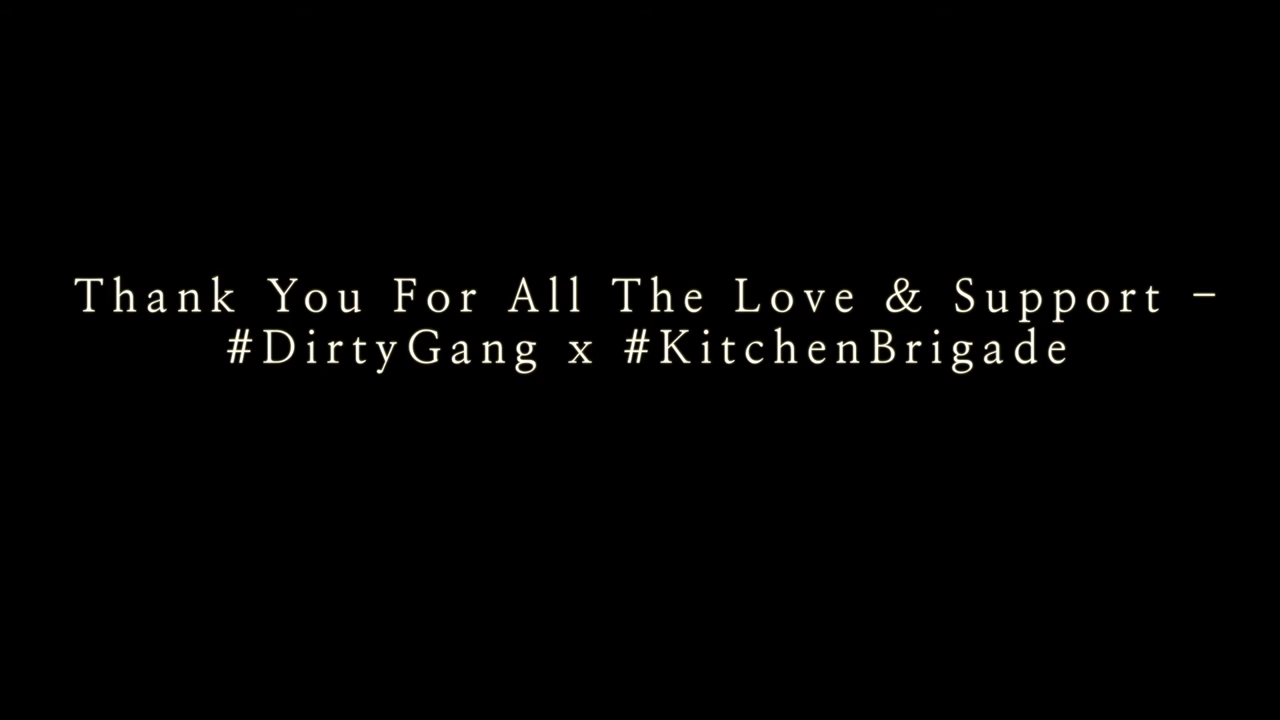 Thank You For All The Love & Support –
#DirtyGang x #KitchenBrigade